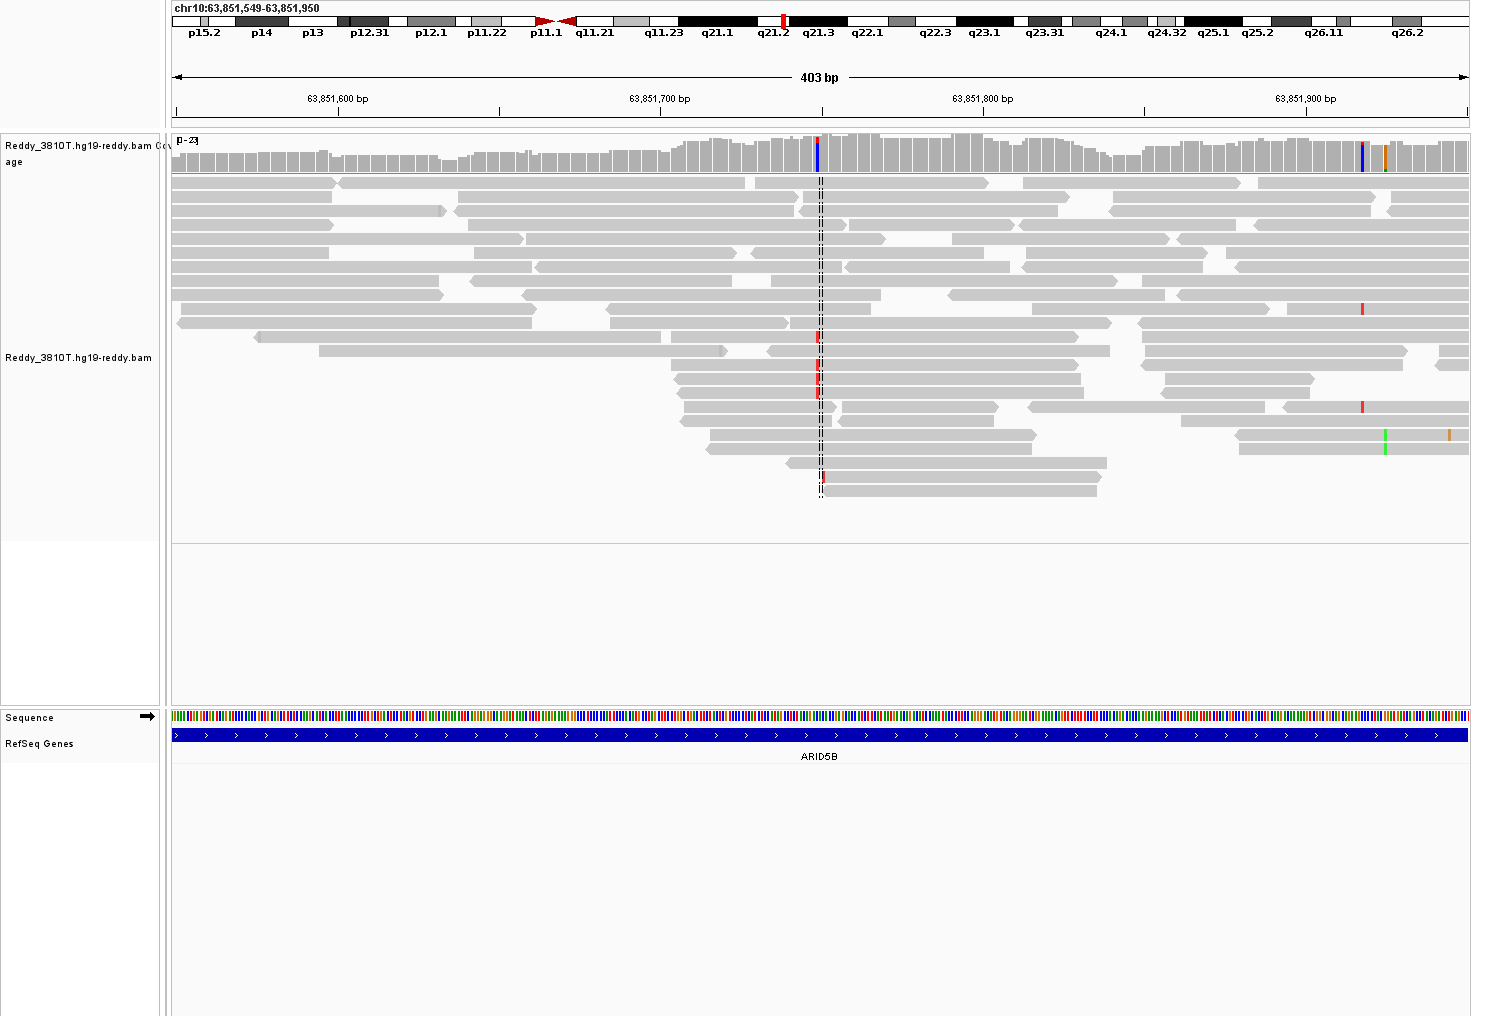 chr10:63,851,549-63,851,950
p15.2 p14 p13 p12.31 p12.1 p11.22 p11.1 q11.21 q11.23 q21.1 q21.2 q21.3 q22.1 q22.3 q23.1 q23.31 q24.1 q24.32 q25.1 q25.2 q26.11 q26.2
403 bp
63,851,600 bp 63,851,700 bp 63,851,800 bp 63,851,900 bp
[0 - 23]
Reddy_3810T.hg19-reddy.bam Cov
age
Reddy_3810T.hg19-reddy.bam
Sequence
RefSeq Genes
ARID5B